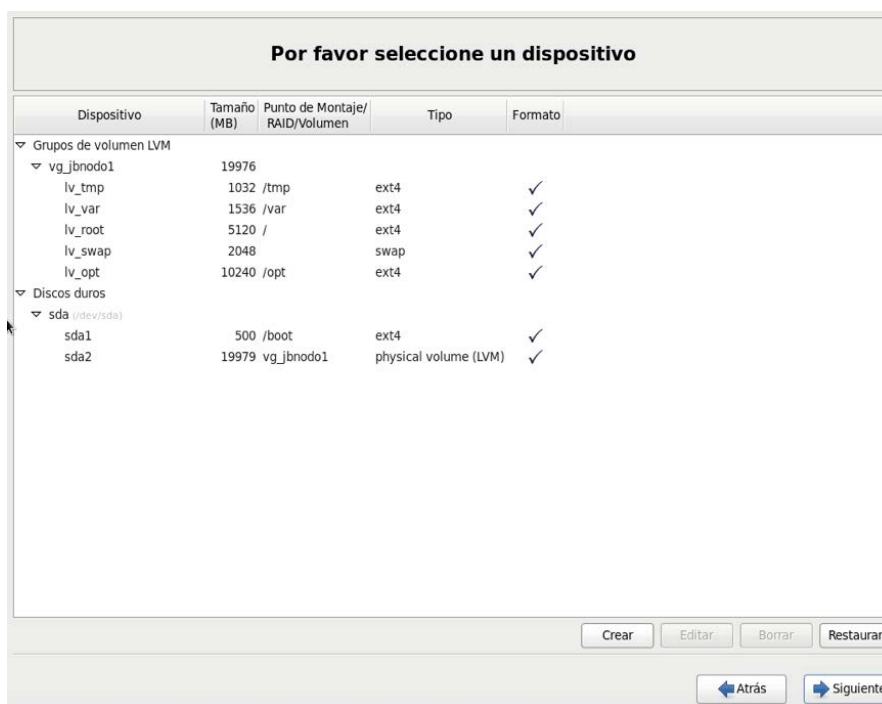 Por favor seleccione un dispositivo
Dispositivo Tamaño (MB) Punto de Montaje/ RAID/Volumen Tipo Formato
Grupos de volumen LVM
vg_jbnodo1 19976
lv_tmp 1032 /tmp ext4 ✓
lv_var 1536 /var ext4 ✓
lv_root 5120 / ext4 ✓
lv_swap 2048 swap ✓
lv_opt 10240 /opt ext4 ✓
Discos duros
sda (/dev/sda)
sda1 500 /boot ext4 ✓
sda2 19979 vg_jbnodo1 physical volume (LVM) ✓
Crear Editar Borrar Restaurar
Atrás Siguiente